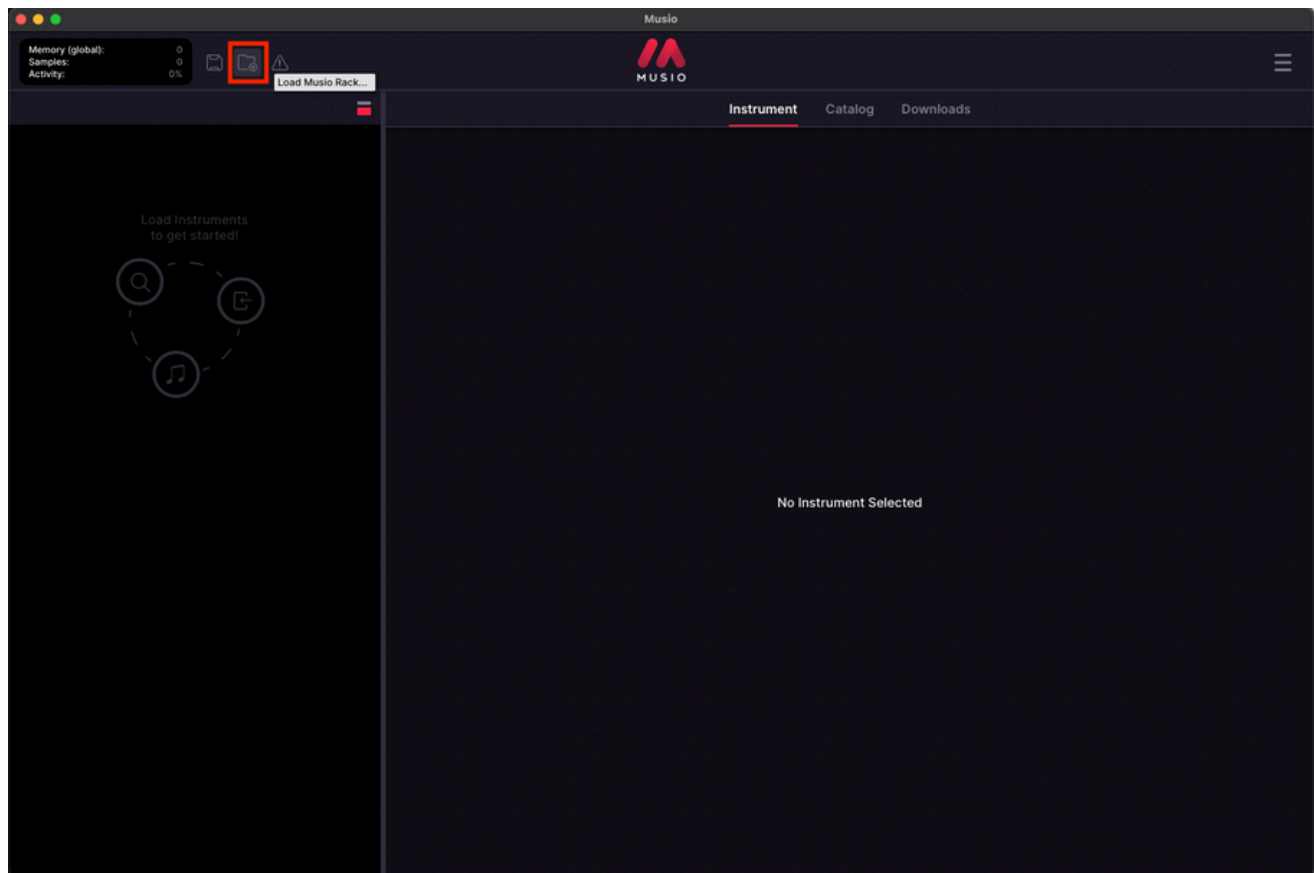 Musio
Memory (global): 0
Samples: 0
Activity: 0%
Load Musio Rack...
MUSIO
Instrument Catalog Downloads
Load Instruments
to get started!
No Instrument Selected